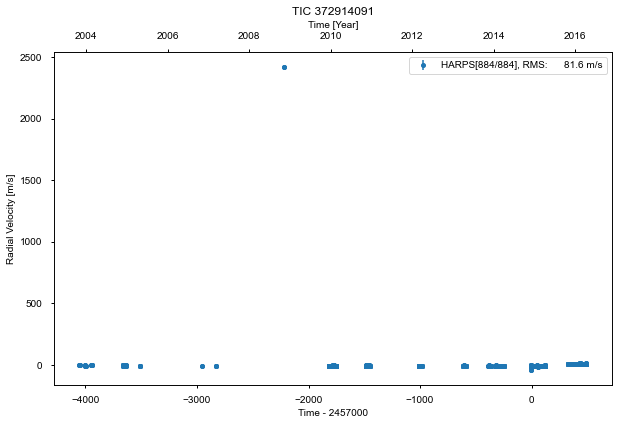 TIC 372914091
Time [Year]
2004 2006 2008 2010 2012 2014 2016
HARPS[884/884], RMS: 81.6 m/s
2500
2000
1500
1000
500
0
Radial Velocity [m/s]
−4000 −3000 −2000 −1000 0
Time - 2457000